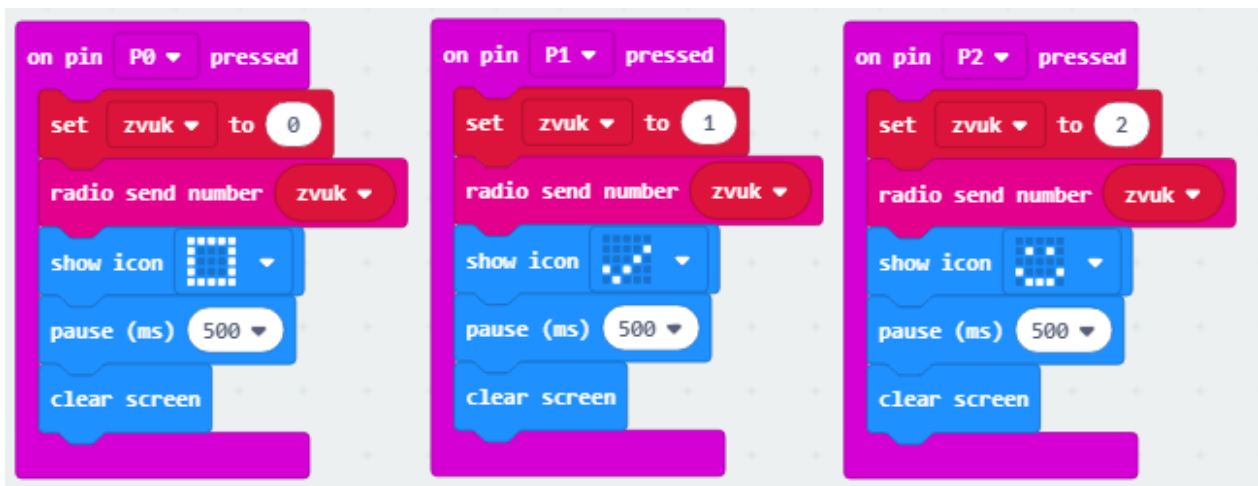 on pin P0 pressed
set zvuk to 0
radio send number zvuk
show icon
pause (ms) 500
clear screen
on pin P1 pressed
set zvuk to 1
radio send number zvuk
show icon
pause (ms) 500
clear screen
on pin P2 pressed
set zvuk to 2
radio send number zvuk
show icon
pause (ms) 500
clear screen